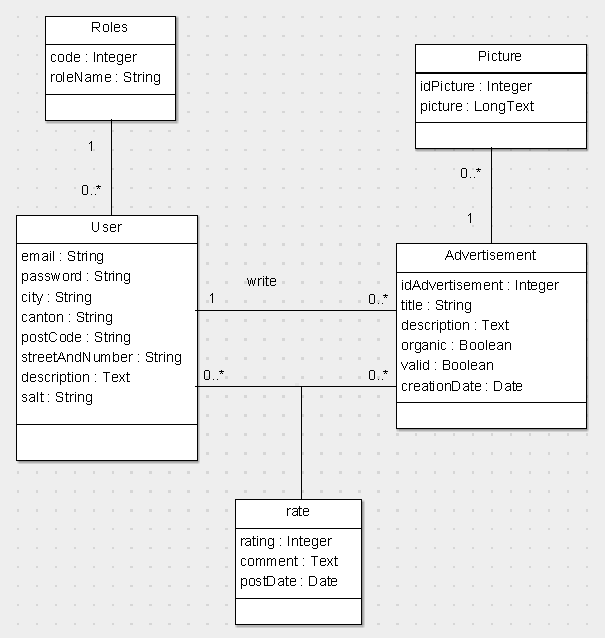 Roles
code : Integer
roleName : String
1
0..*
Picture
idPicture : Integer
picture : LongText
0..*
1
User
email : String
password : String
city : String
canton : String
postCode : String
streetAndNumber : String
description : Text
salt : String
write
1
0..*
0..*
0..*
Advertisement
idAdvertisement : Integer
title : String
description : Text
organic : Boolean
valid : Boolean
creationDate : Date
rate
rating : Integer
comment : Text
postDate : Date